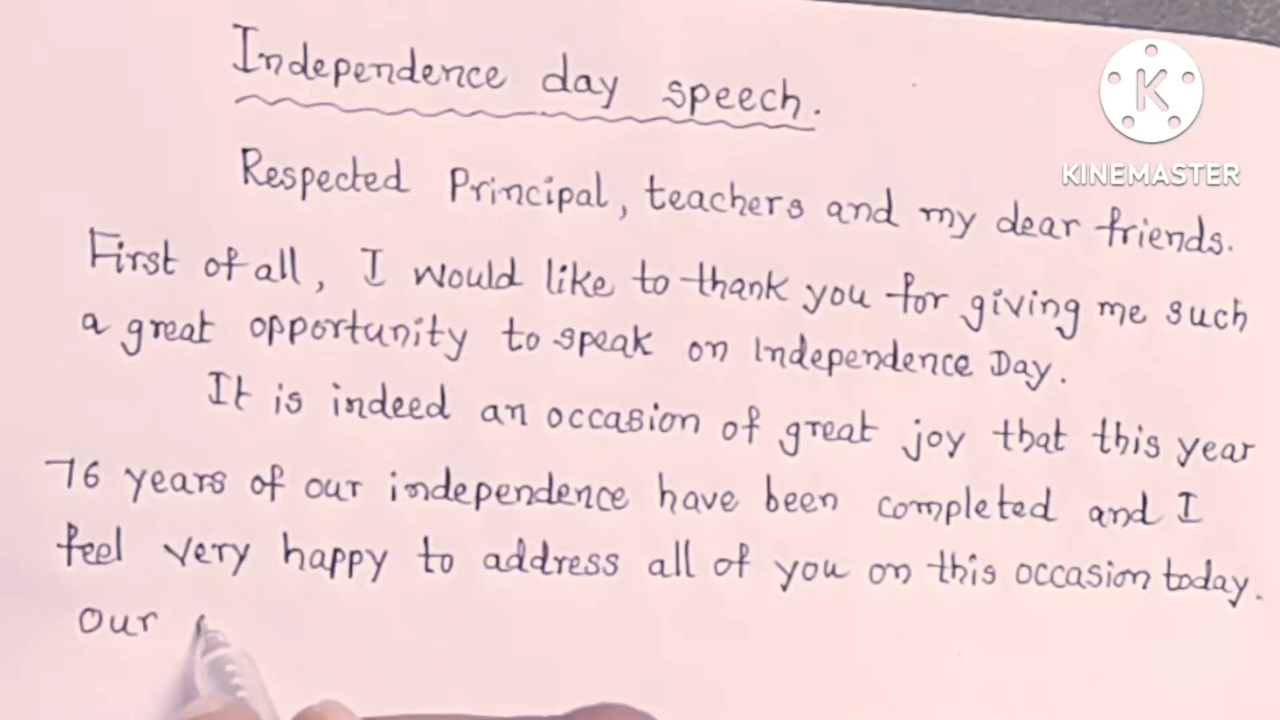 Independence day speech.
K
KINEMASTER
Respected Principal, teachers and my dear friends.
First of all, I would like to thank you for giving me such
a great opportunity to speak on Independence Day.
It is indeed an occasion of great joy that this year
76 years of our independence have been completed and I
feel very happy to address all of you on this occasion today.
Our